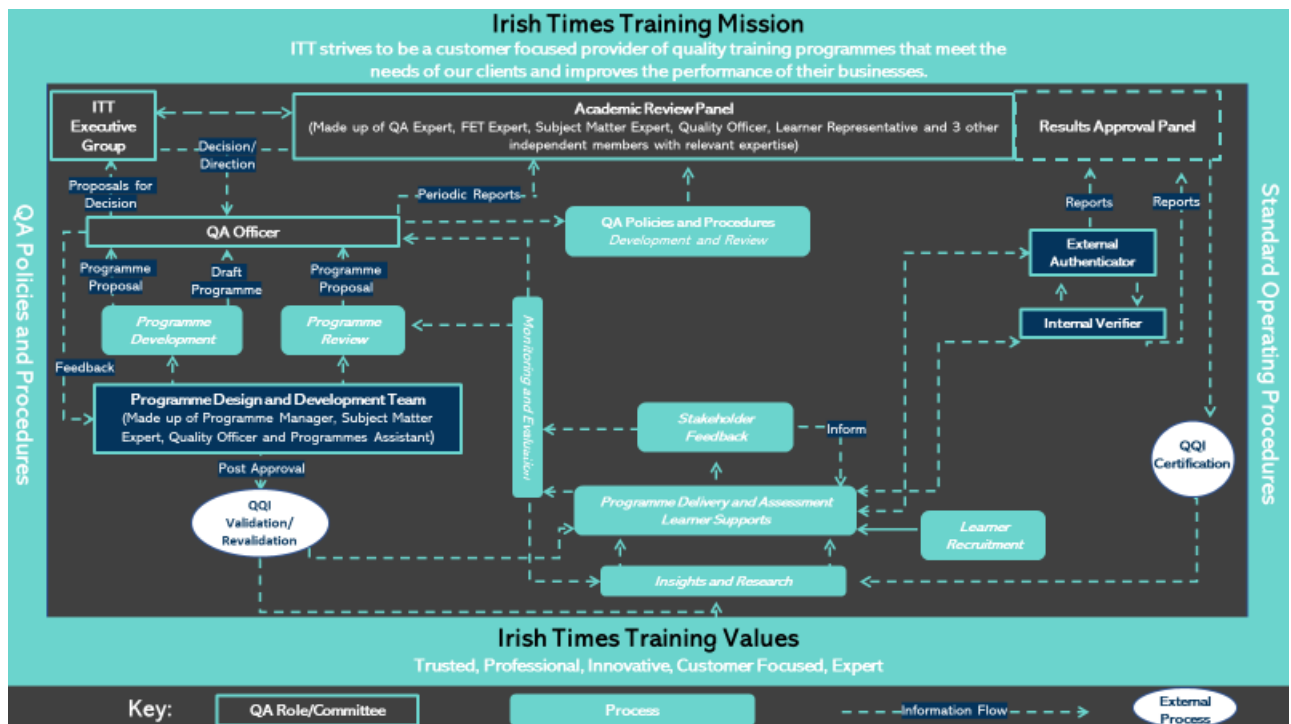 Irish Times Training Mission
ITT strives to be a customer focused provider of quality training programmes that meet the
needs of our clients and improves the performance of their businesses.
ITT
Executive
Group
Academic Review Panel
(Made up of QA Expert, FET Expert, Subject Matter Expert, Quality Officer, Learner Representative and 3 other
independent members with relevant expertise)
Results Approval Panel
Decision/
Direction
Proposals for
Decision
Periodic Reports
Reports
Reports
QA Policies and Procedures
Development and Review
QA Officer
External
Authenticator
Programme
Proposal
Draft
Programme
Programme
Proposal
Programme
Development
Programme
Review
Internal Verifier
Monitoring and Evaluation
Feedback
Programme Design and Development Team
(Made up of Programme Manager, Subject Matter
Expert, Quality Officer and Programmes Assistant)
Stakeholder
Feedback
Inform
QQI
Certification
Post Approval
QQI
Validation/
Revalidation
Programme Delivery and Assessment
Learner Supports
Learner
Recruitment
Insights and Research
QA Policies and Procedures
Standard Operating Procedures
Irish Times Training Values
Trusted, Professional, Innovative, Customer Focused, Expert
Key:
QA Role/Committee
Process
Information Flow
External
Process